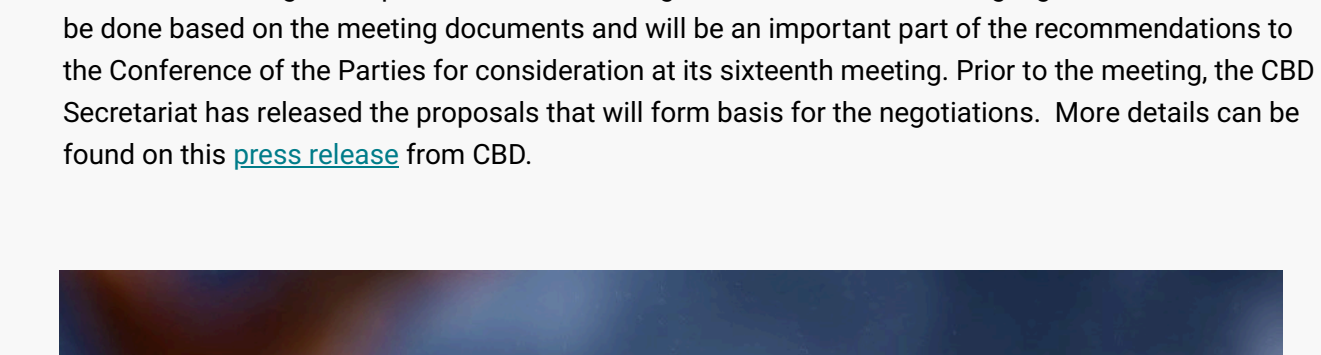 be done based on the meeting documents and will be an important part of the recommendations to
the Conference of the Parties for consideration at its sixteenth meeting. Prior to the meeting, the CBD
Secretariat has released the proposals that will form basis for the negotiations.  More details can be
found on this press release from CBD.